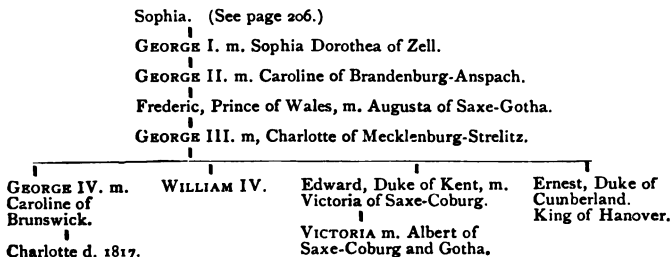 Sophia. (See page 206.)
GEORGE I. m. Sophia Dorothea of Zell.
GEORGE II. m. Caroline of Brandenburg-Anspach.
Frederic, Prince of Wales, m. Augusta of Saxe-Gotha.
GEORGE III. m, Charlotte of Mecklenburg-Strelitz.
GEORGE IV. m.
Caroline of
Brunswick.
Charlotte d. 1817.
WILLIAM IV.
Edward, Duke of Kent, m.
Victoria of Saxe-Coburg.
VICTORIA m. Albert of
Saxe-Coburg and Gotha.
Ernest, Duke of
Cumberland.
King of Hanover.